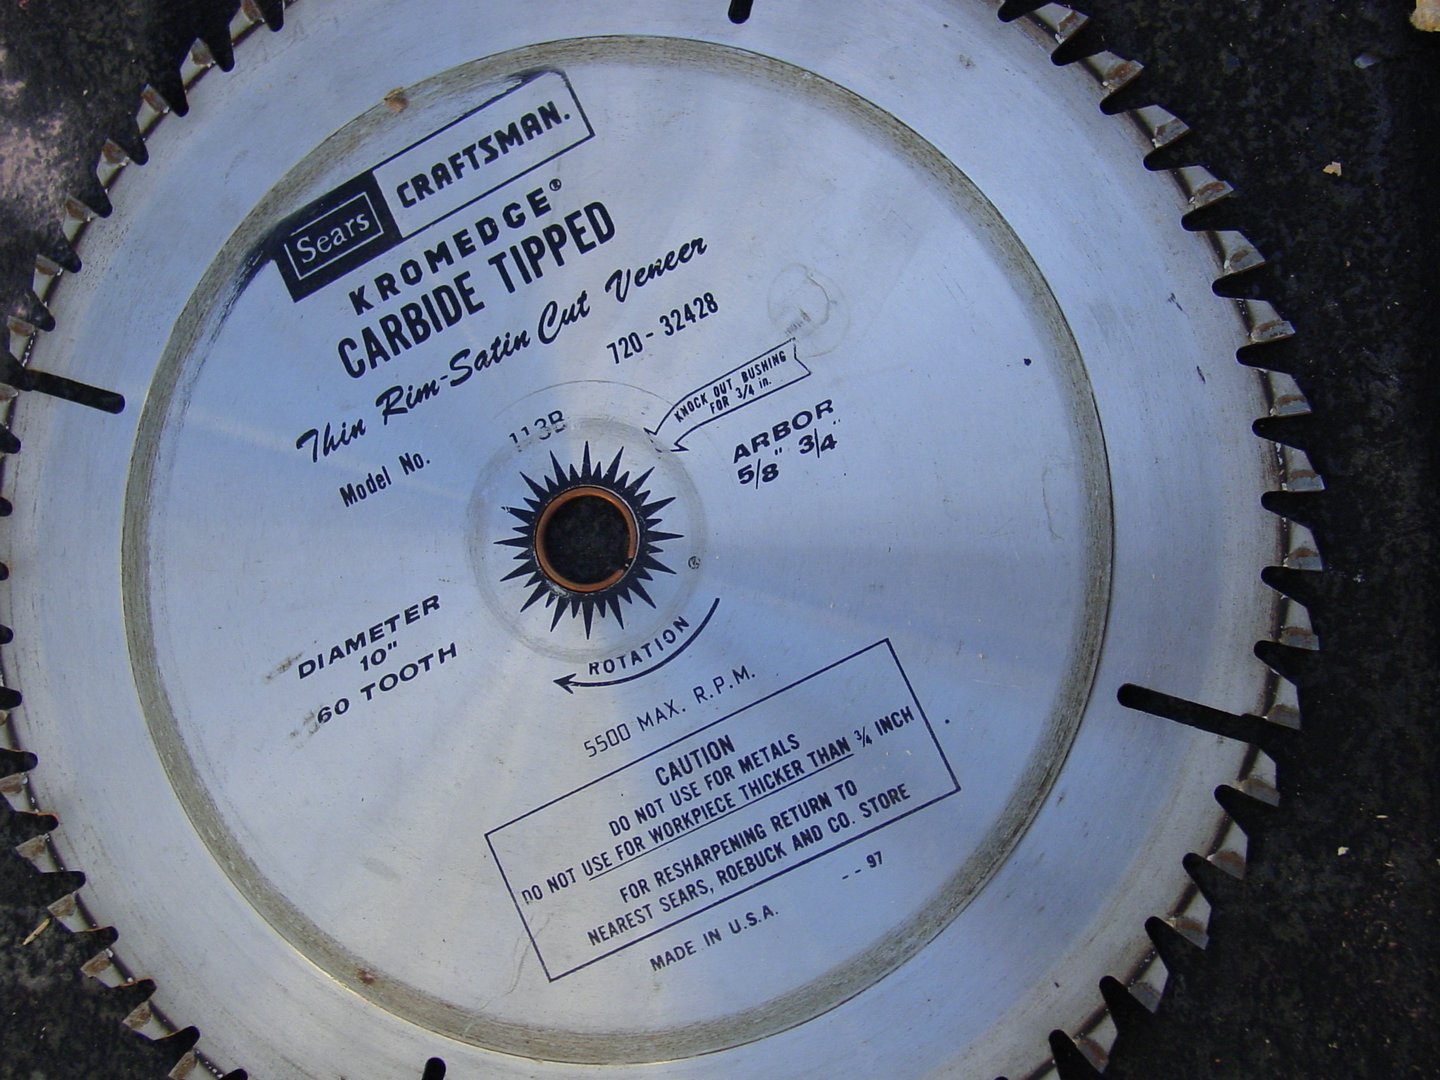 Sears CRAFTSMAN.
KROMEDGE®
CARBIDE TIPPED
Thin Rim-Satin Cut Veneer
720-32428
KNOCK OUT BUSHING
FOR 3/4 in.
Model No. 113B
ARBOR
5/8" 3/4"
DIAMETER
10"
60 TOOTH
®
ROTATION
5500 MAX. R.P.M.
CAUTION
DO NOT USE FOR METALS
DO NOT USE FOR WORKPIECE THICKER THAN ¾ INCH
FOR RESHARPENING RETURN TO
NEAREST SEARS, ROEBUCK AND CO. STORE
-- 97
MADE IN U.S.A.